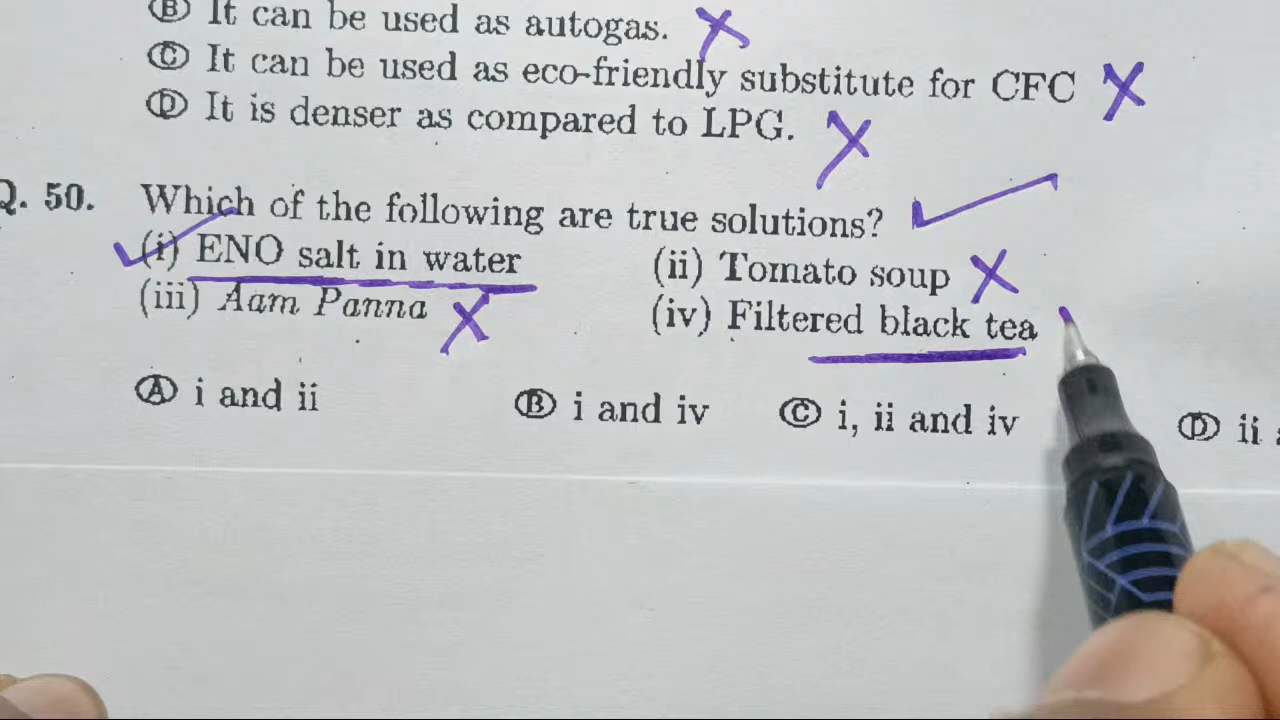 Ⓑ It can be used as autogas.
Ⓒ It can be used as eco-friendly substitute for CFC
Ⓓ It is denser as compared to LPG.
Q. 50. Which of the following are true solutions?
(i) ENO salt in water (ii) Tomato soup
(iii) Aam Panna (iv) Filtered black tea
Ⓐ i and ii Ⓑ i and iv Ⓒ i, ii and iv Ⓓ ii